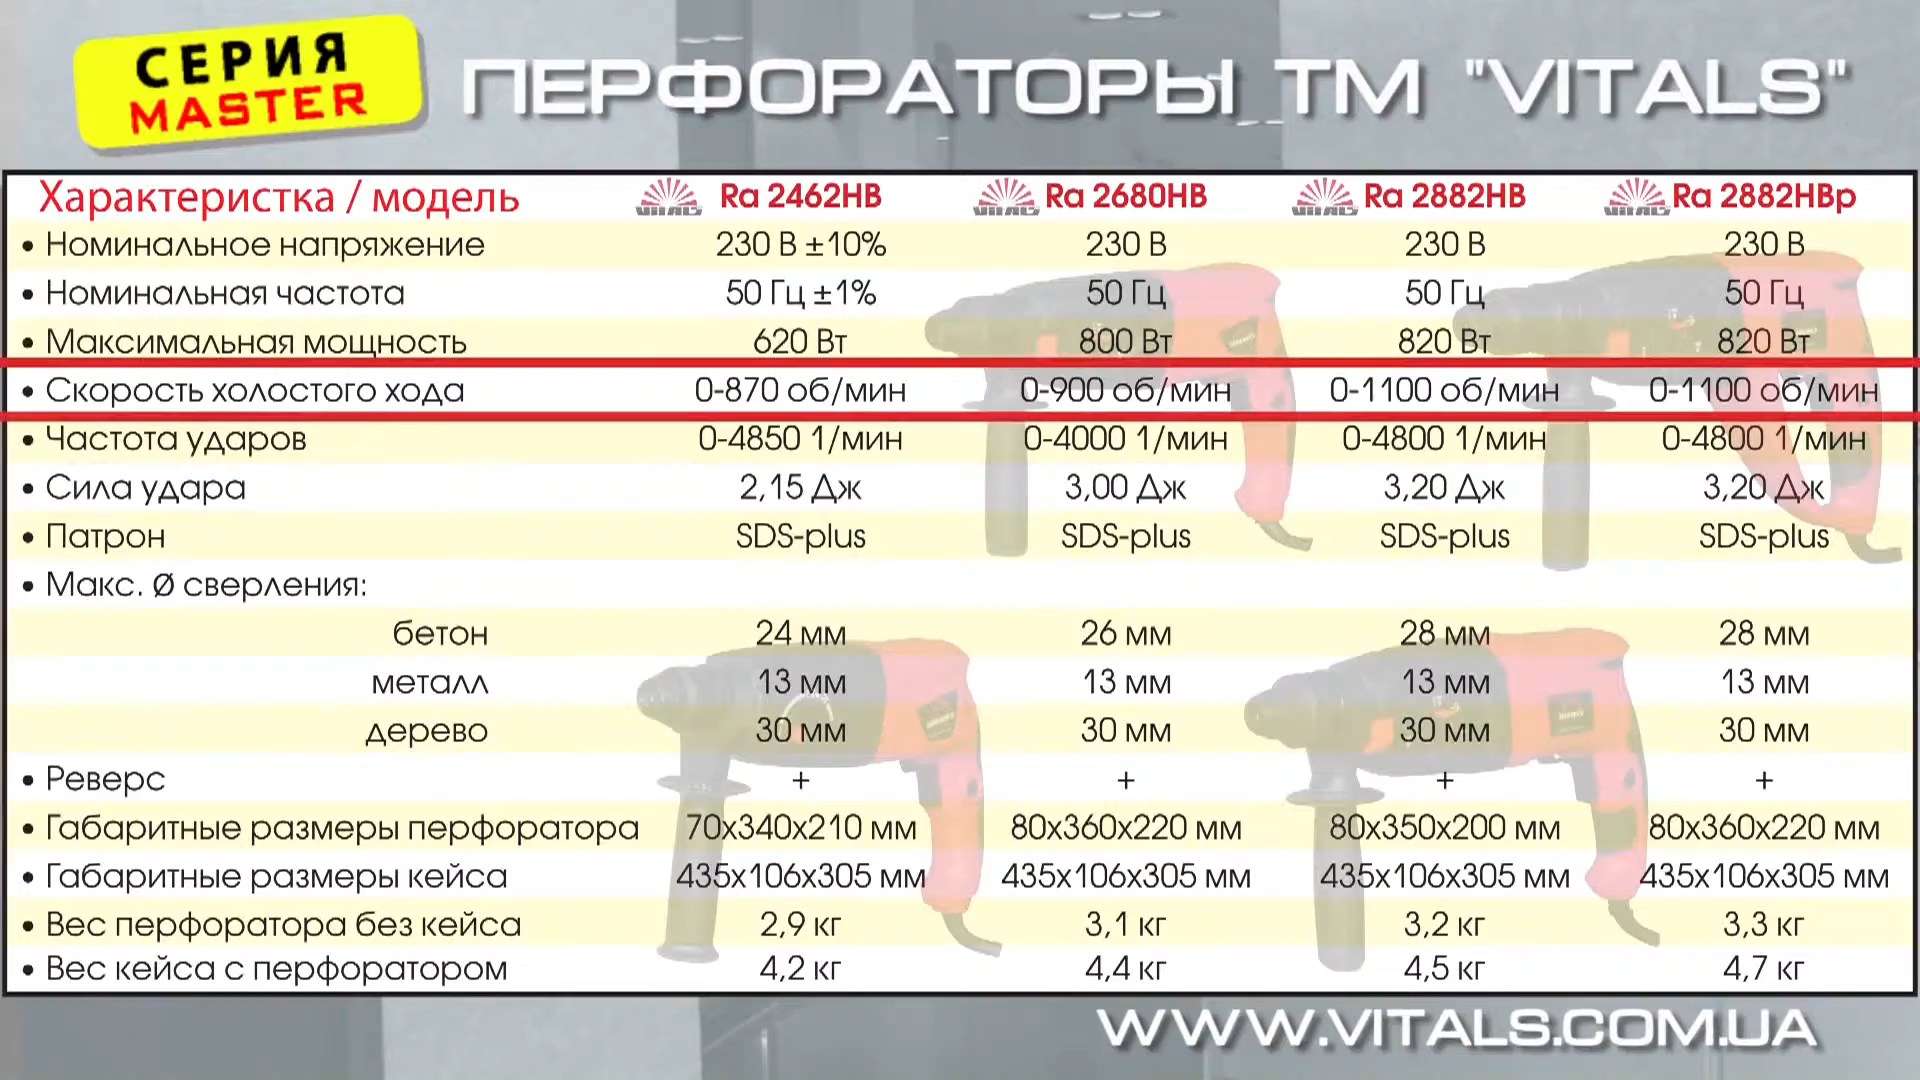 СЕРИЯ
MASTER
ПЕРФОРАТОРЫ ТМ "VITALS"
Характеристка / модель VITALS Ra 2462HB VITALS Ra 2680HB VITALS Ra 2882HB VITALS Ra 2882HBp
• Номинальное напряжение 230 В ±10% 230 В 230 В 230 В
• Номинальная частота 50 Гц ±1% 50 Гц 50 Гц 50 Гц
• Максимальная мощность 620 Вт 800 Вт 820 Вт 820 Вт
• Скорость холостого хода 0-870 об/мин 0-900 об/мин 0-1100 об/мин 0-1100 об/мин
• Частота ударов 0-4850 1/мин 0-4000 1/мин 0-4800 1/мин 0-4800 1/мин
• Сила удара 2,15 Дж 3,00 Дж 3,20 Дж 3,20 Дж
• Патрон SDS-plus SDS-plus SDS-plus SDS-plus
• Макс. Ø сверления:
бетон 24 мм 26 мм 28 мм 28 мм
металл 13 мм 13 мм 13 мм 13 мм
дерево 30 мм 30 мм 30 мм 30 мм
• Реверс + + + +
• Габаритные размеры перфоратора 70x340x210 мм 80x360x220 мм 80x350x200 мм 80x360x220 мм
• Габаритные размеры кейса 435x106x305 мм 435x106x305 мм 435x106x305 мм 435x106x305 мм
• Вес перфоратора без кейса 2,9 кг 3,1 кг 3,2 кг 3,3 кг
• Вес кейса с перфоратором 4,2 кг 4,4 кг 4,5 кг 4,7 кг
WWW.VITALS.COM.UA